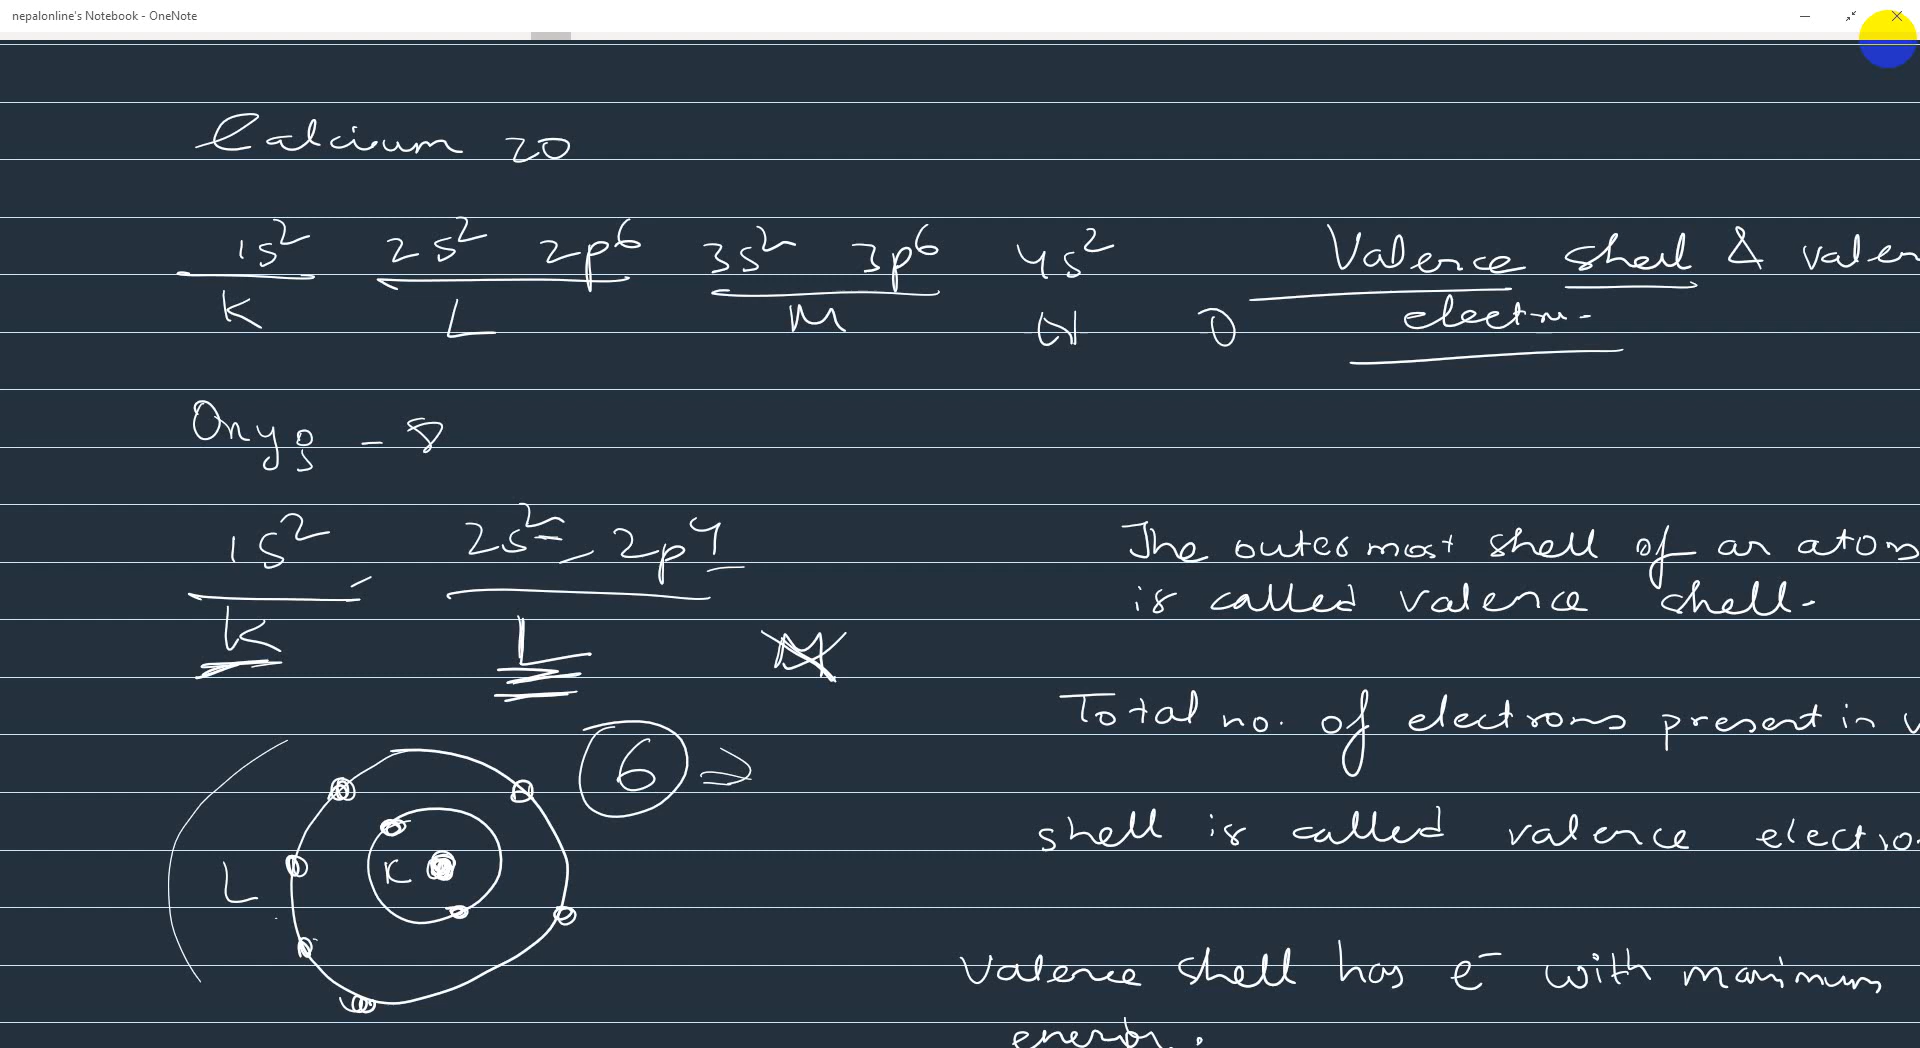 nepalonline's Notebook - OneNote
Calcium 20
1s² 2s² 2p⁶ 3s² 3p⁶ 4s²
K L M N O
Valence shell & valen
electrn.
Oxyg - 8
1s² 2s² 2p⁴
K L M
6 ⇒
K
L
The outermost shell of an atom
is called valence shell.
Total no. of electrons present in v
shell is called valence electro
Valence shell has e⁻ with maximum
energy.